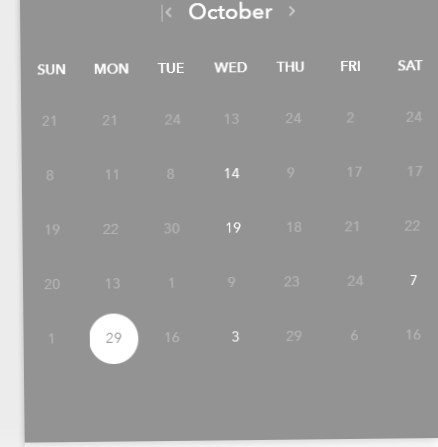 |‹ October ›
SUN MON TUE WED THU FRI SAT
21 21 24 13 24 2 24
8 11 8 14 9 17 17
19 22 30 19 18 21 22
20 13 1 9 23 24 7
1 29 16 3 29 6 16